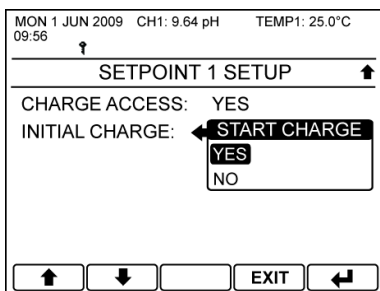 MON 1 JUN 2009 CH1: 9.64 pH TEMP1: 25.0°C
09:56
SETPOINT 1 SETUP
CHARGE ACCESS: YES
INITIAL CHARGE: START CHARGE
YES
NO
EXIT